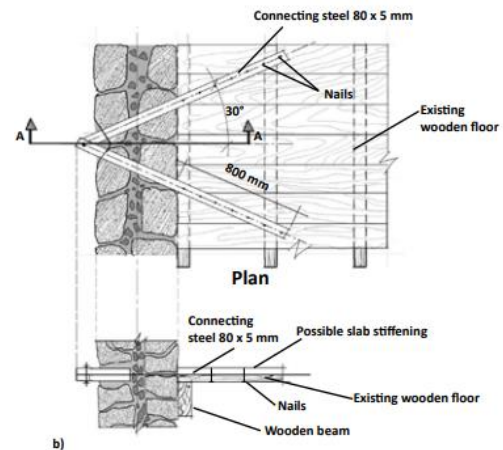 Connecting steel 80 x 5 mm
Nails
30°
A
A
Existing
wooden floor
800 mm
Plan
Connecting
steel 80 x 5 mm
Possible slab stiffening
Existing wooden floor
Nails
Wooden beam
b)